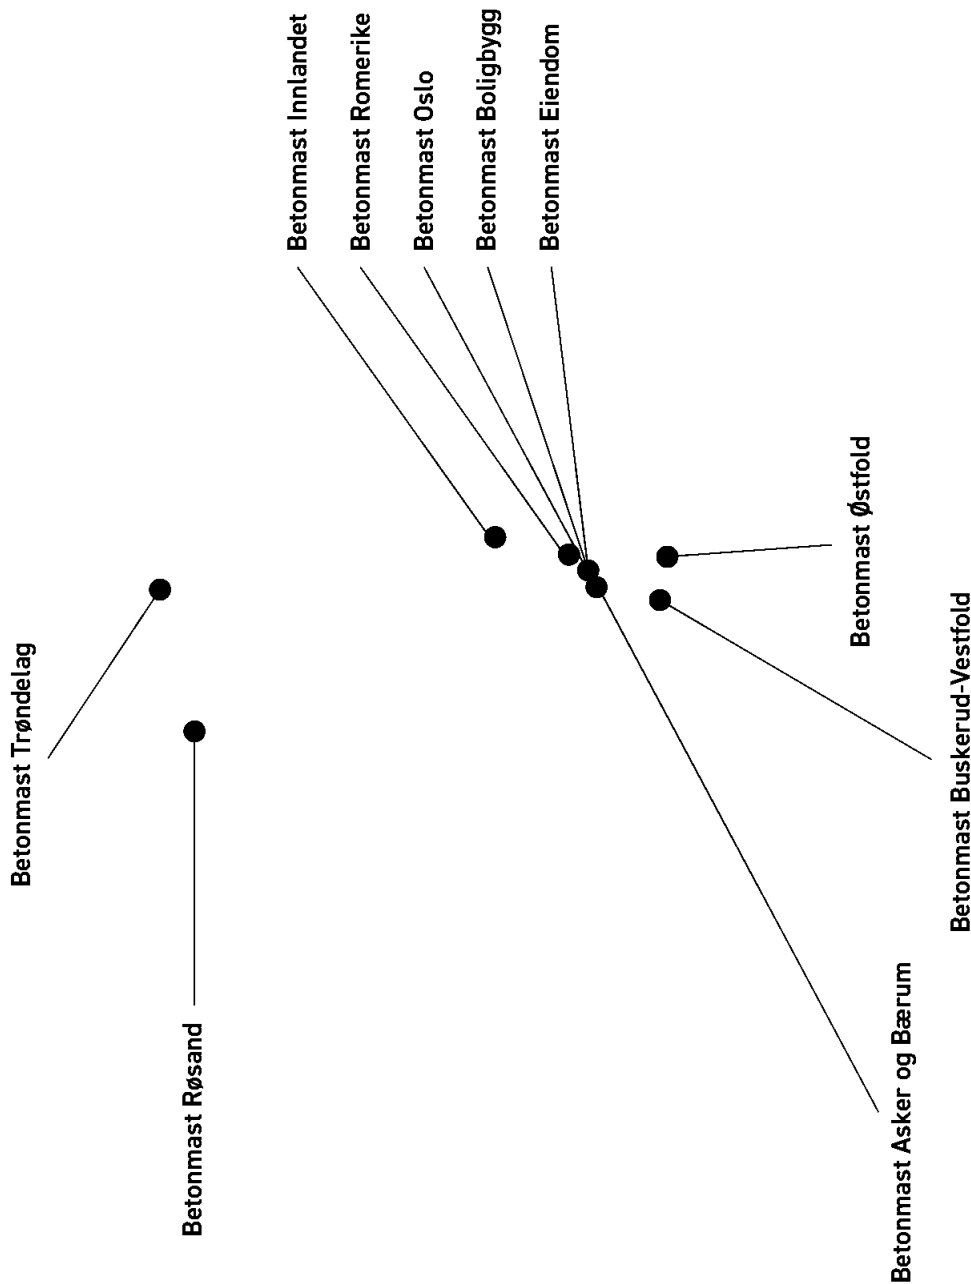 Betonmast Trøndelag
Betonmast Røsand
Betonmast Innlandet
Betonmast Romerike
Betonmast Oslo
Betonmast Boligbygg
Betonmast Eiendom
Betonmast Østfold
Betonmast Asker og Bærum
Betonmast Buskerud-Vestfold